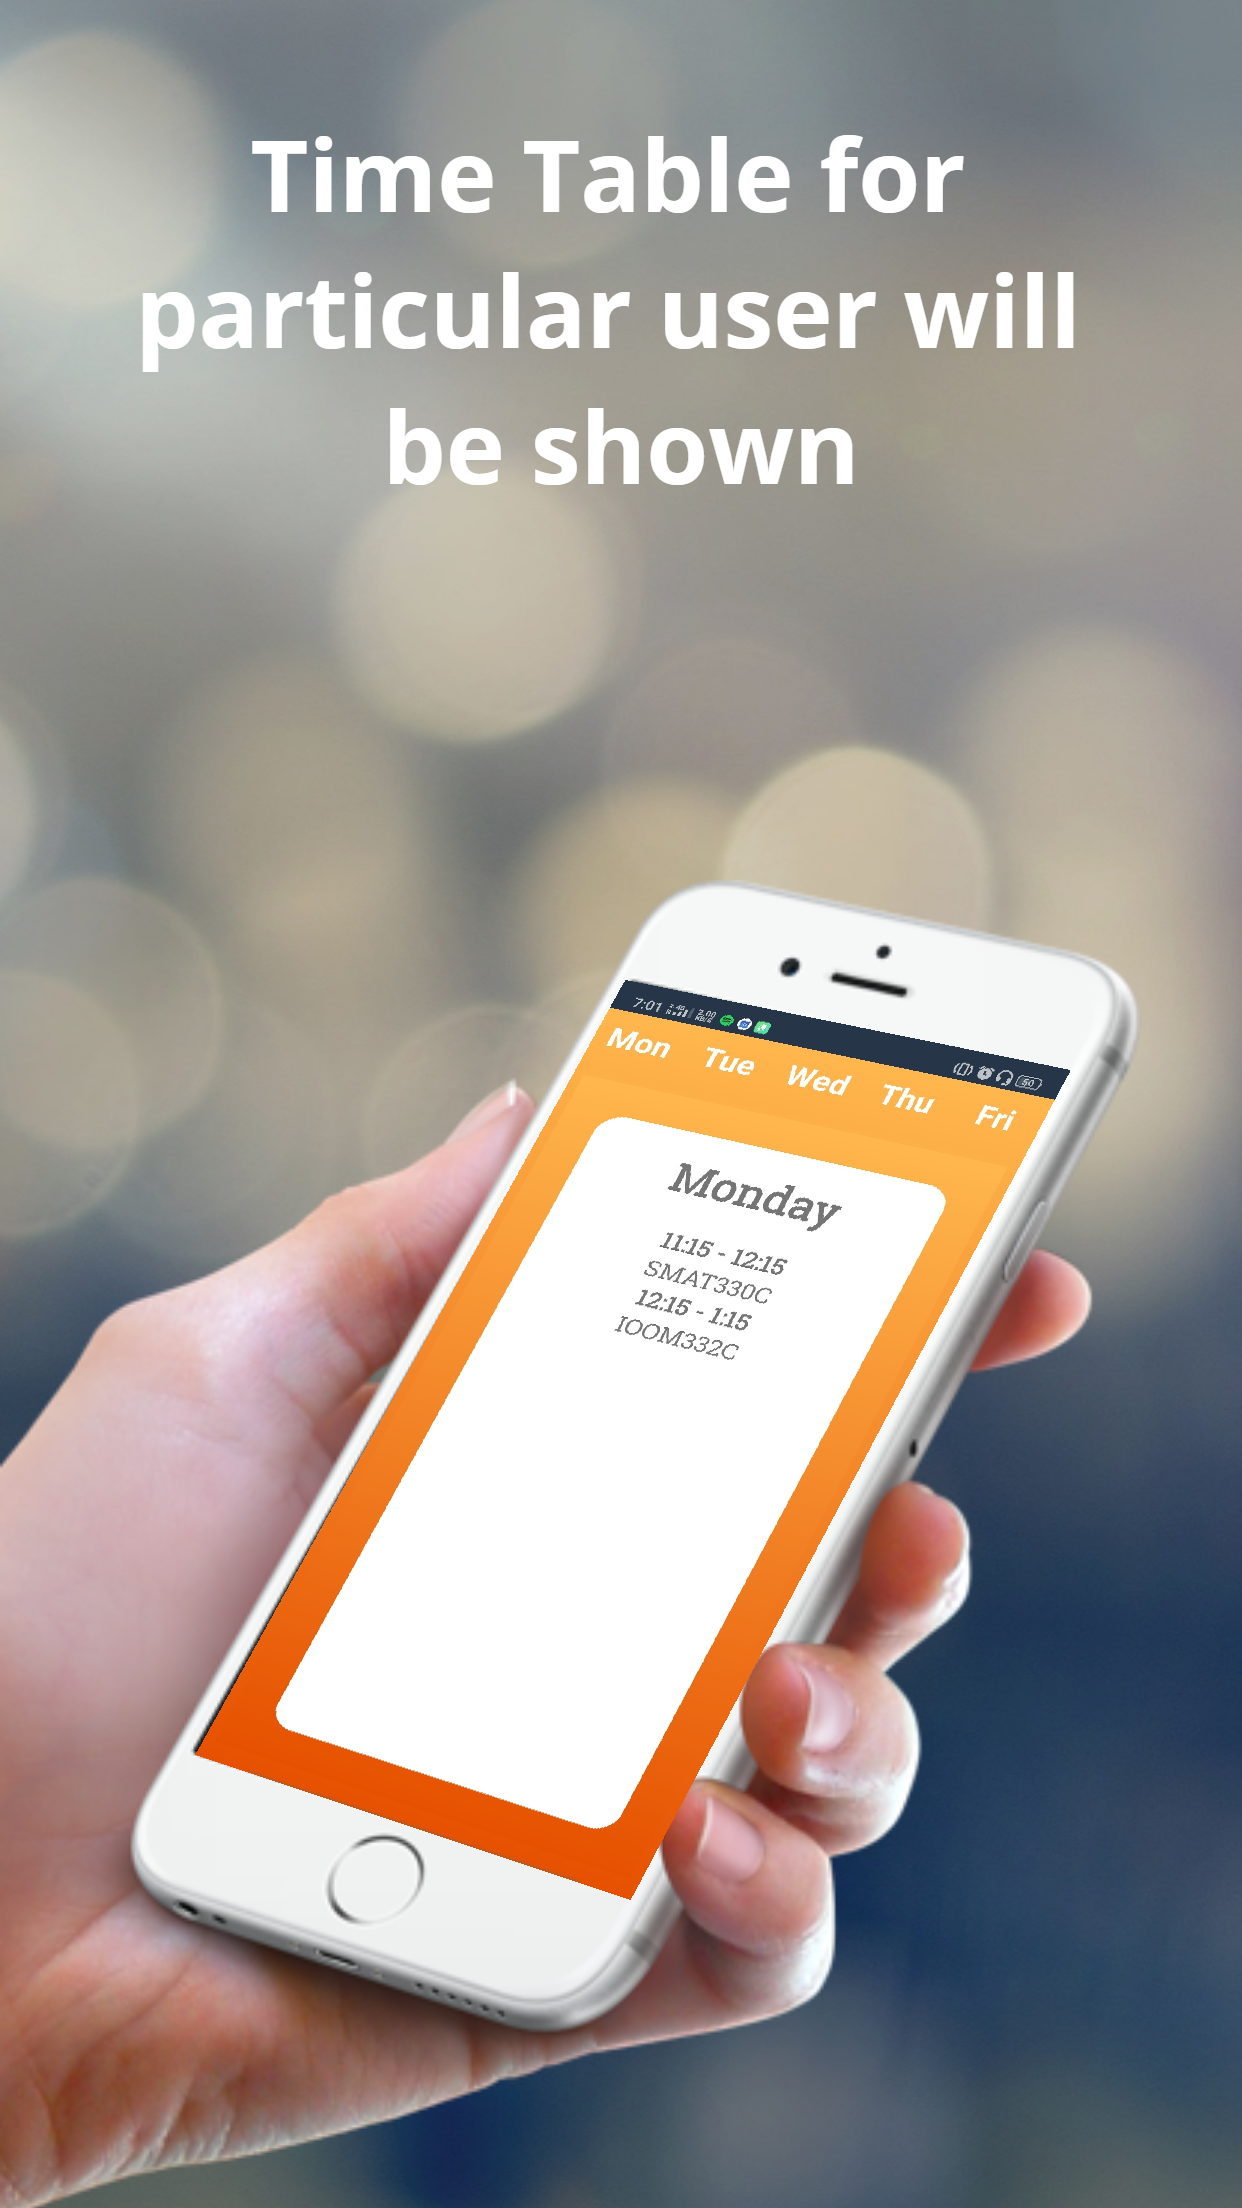 Time Table for
particular user will
be shown
7:01
Mon Tue Wed Thu Fri
Monday
11:15 - 12:15
SMAT330C
12:15 - 1:15
IOOM332C